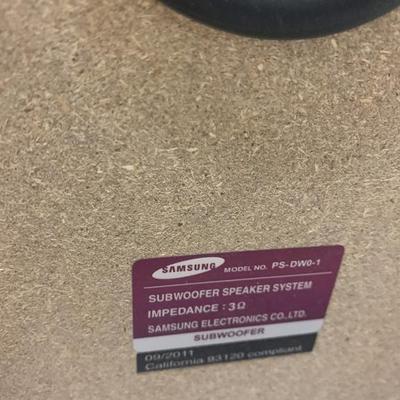 SAMSUNG MODEL NO. PS-DW0-1
SUBWOOFER SPEAKER SYSTEM
IMPEDANCE : 3Ω
SAMSUNG ELECTRONICS CO.,LTD.
SUBWOOFER
09/2011
California 93120 compliant